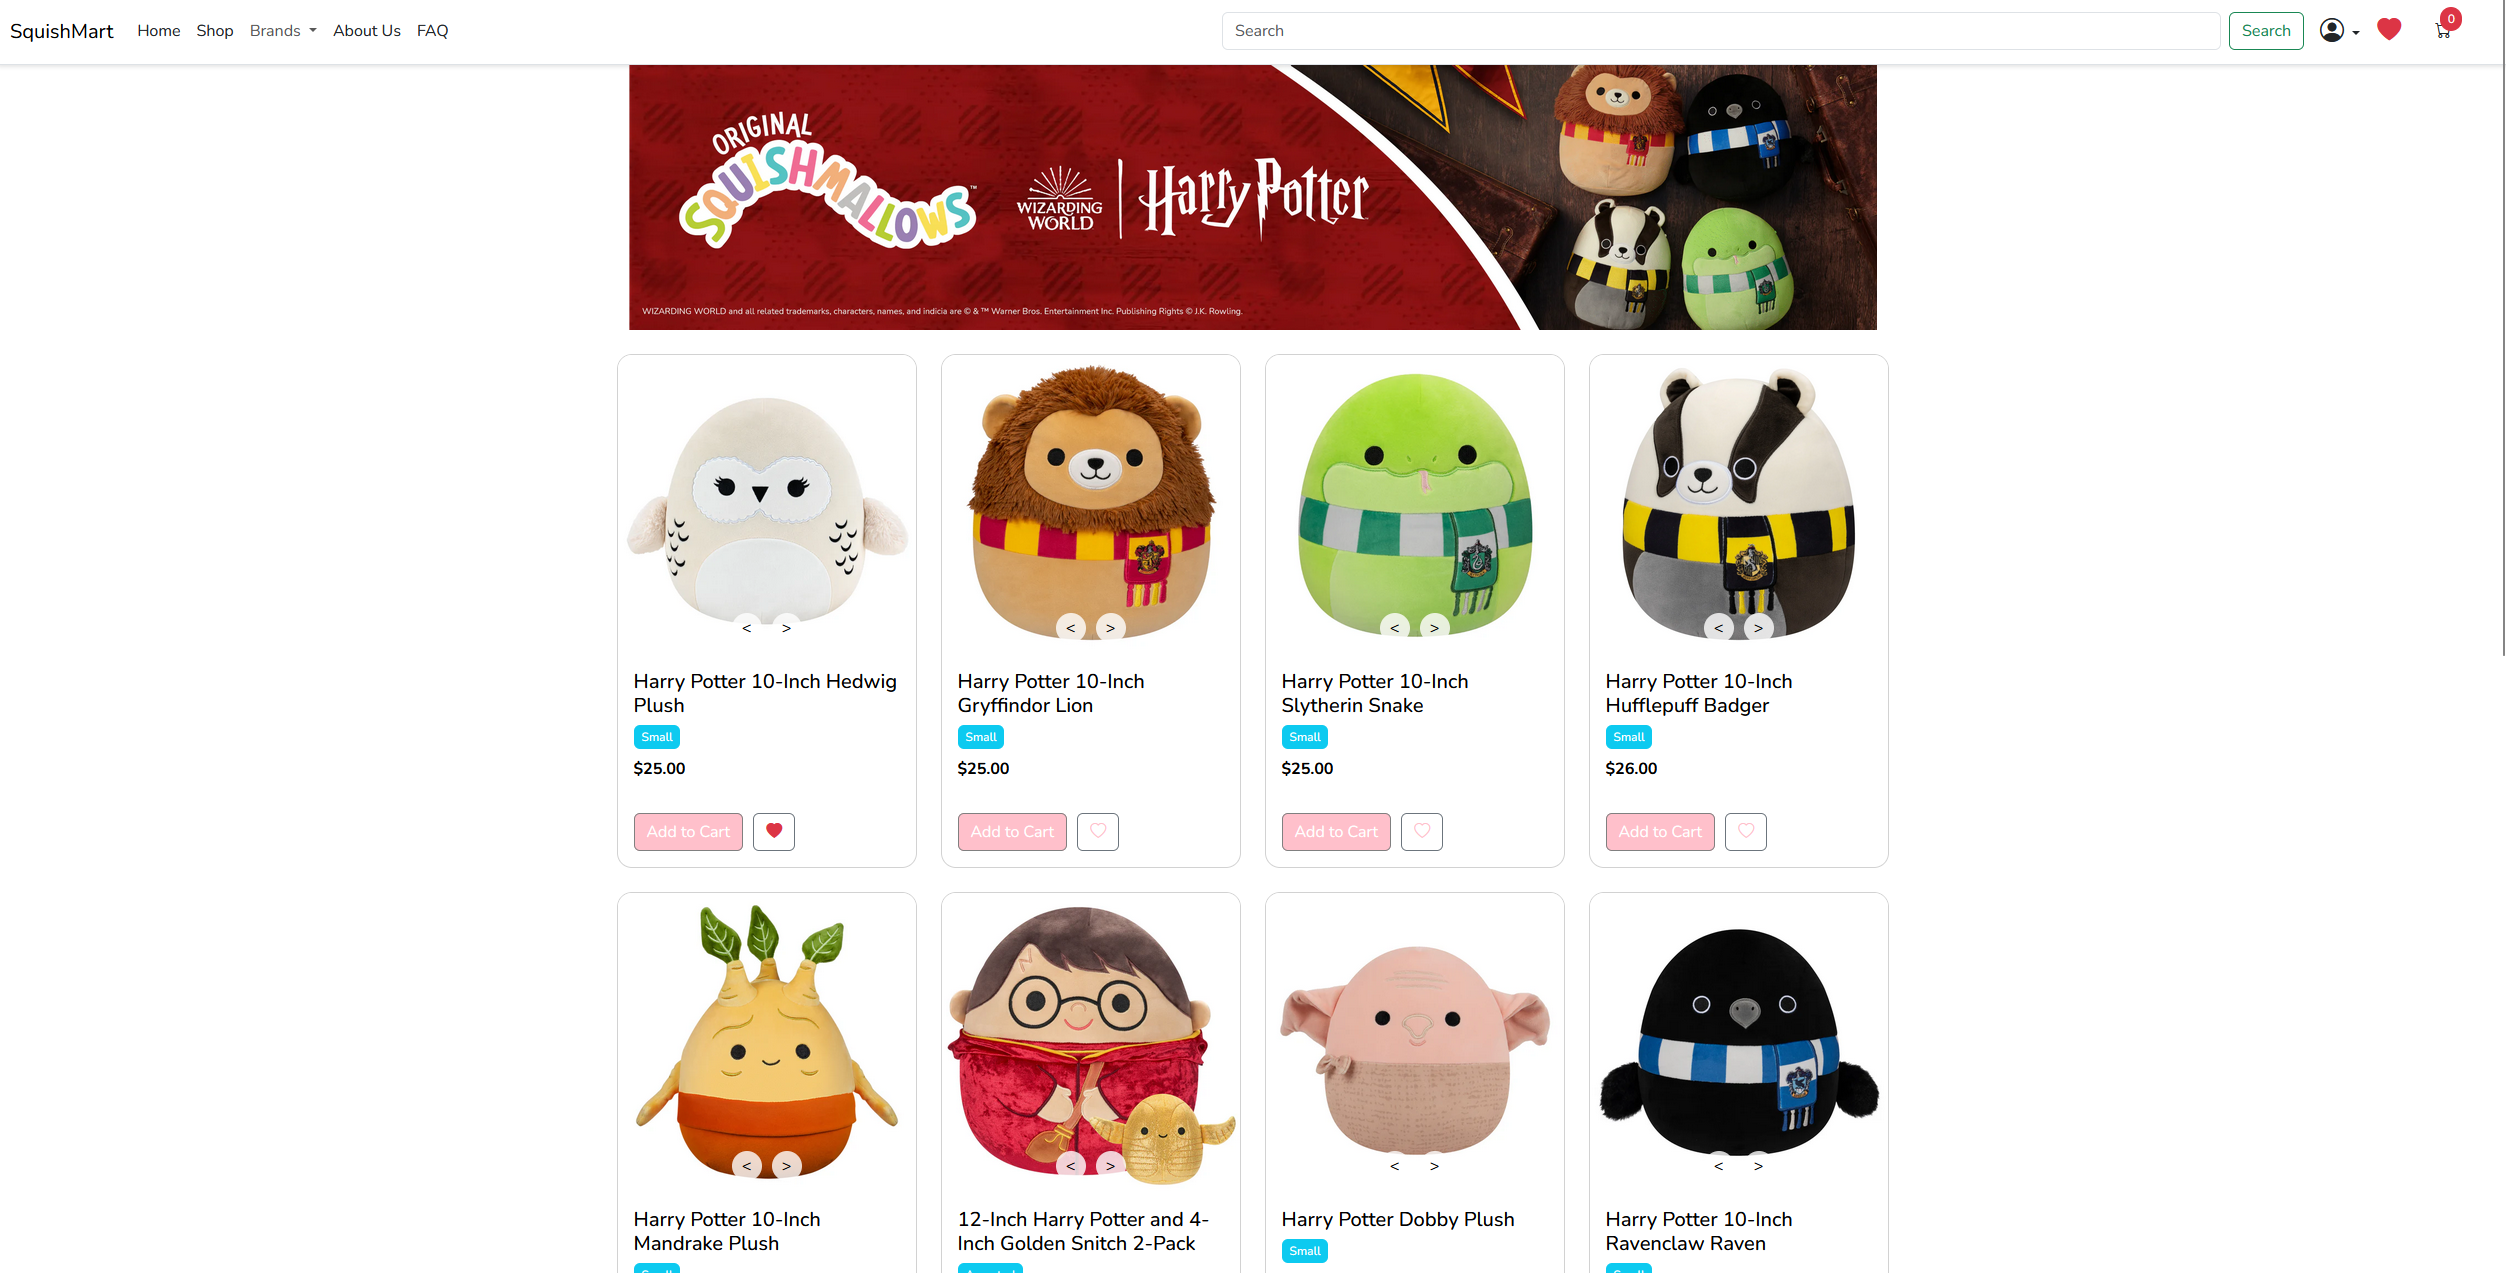 SquishMart Home Shop Brands About Us FAQ Search Search 0
ORIGINAL
SQUISHMALLOWS™
WIZARDING
WORLD
Harry Potter
WIZARDING WORLD and all related trademarks, characters, names, and indicia are © & ™ Warner Bros. Entertainment Inc. Publishing Rights © J.K. Rowling.
< >
Harry Potter 10-Inch Hedwig
Plush
Small
$25.00
Add to Cart
< >
Harry Potter 10-Inch
Gryffindor Lion
Small
$25.00
Add to Cart
< >
Harry Potter 10-Inch
Slytherin Snake
Small
$25.00
Add to Cart
< >
Harry Potter 10-Inch
Hufflepuff Badger
Small
$26.00
Add to Cart
< >
Harry Potter 10-Inch
Mandrake Plush
< >
12-Inch Harry Potter and 4-
Inch Golden Snitch 2-Pack
< >
Harry Potter Dobby Plush
Small
< >
Harry Potter 10-Inch
Ravenclaw Raven